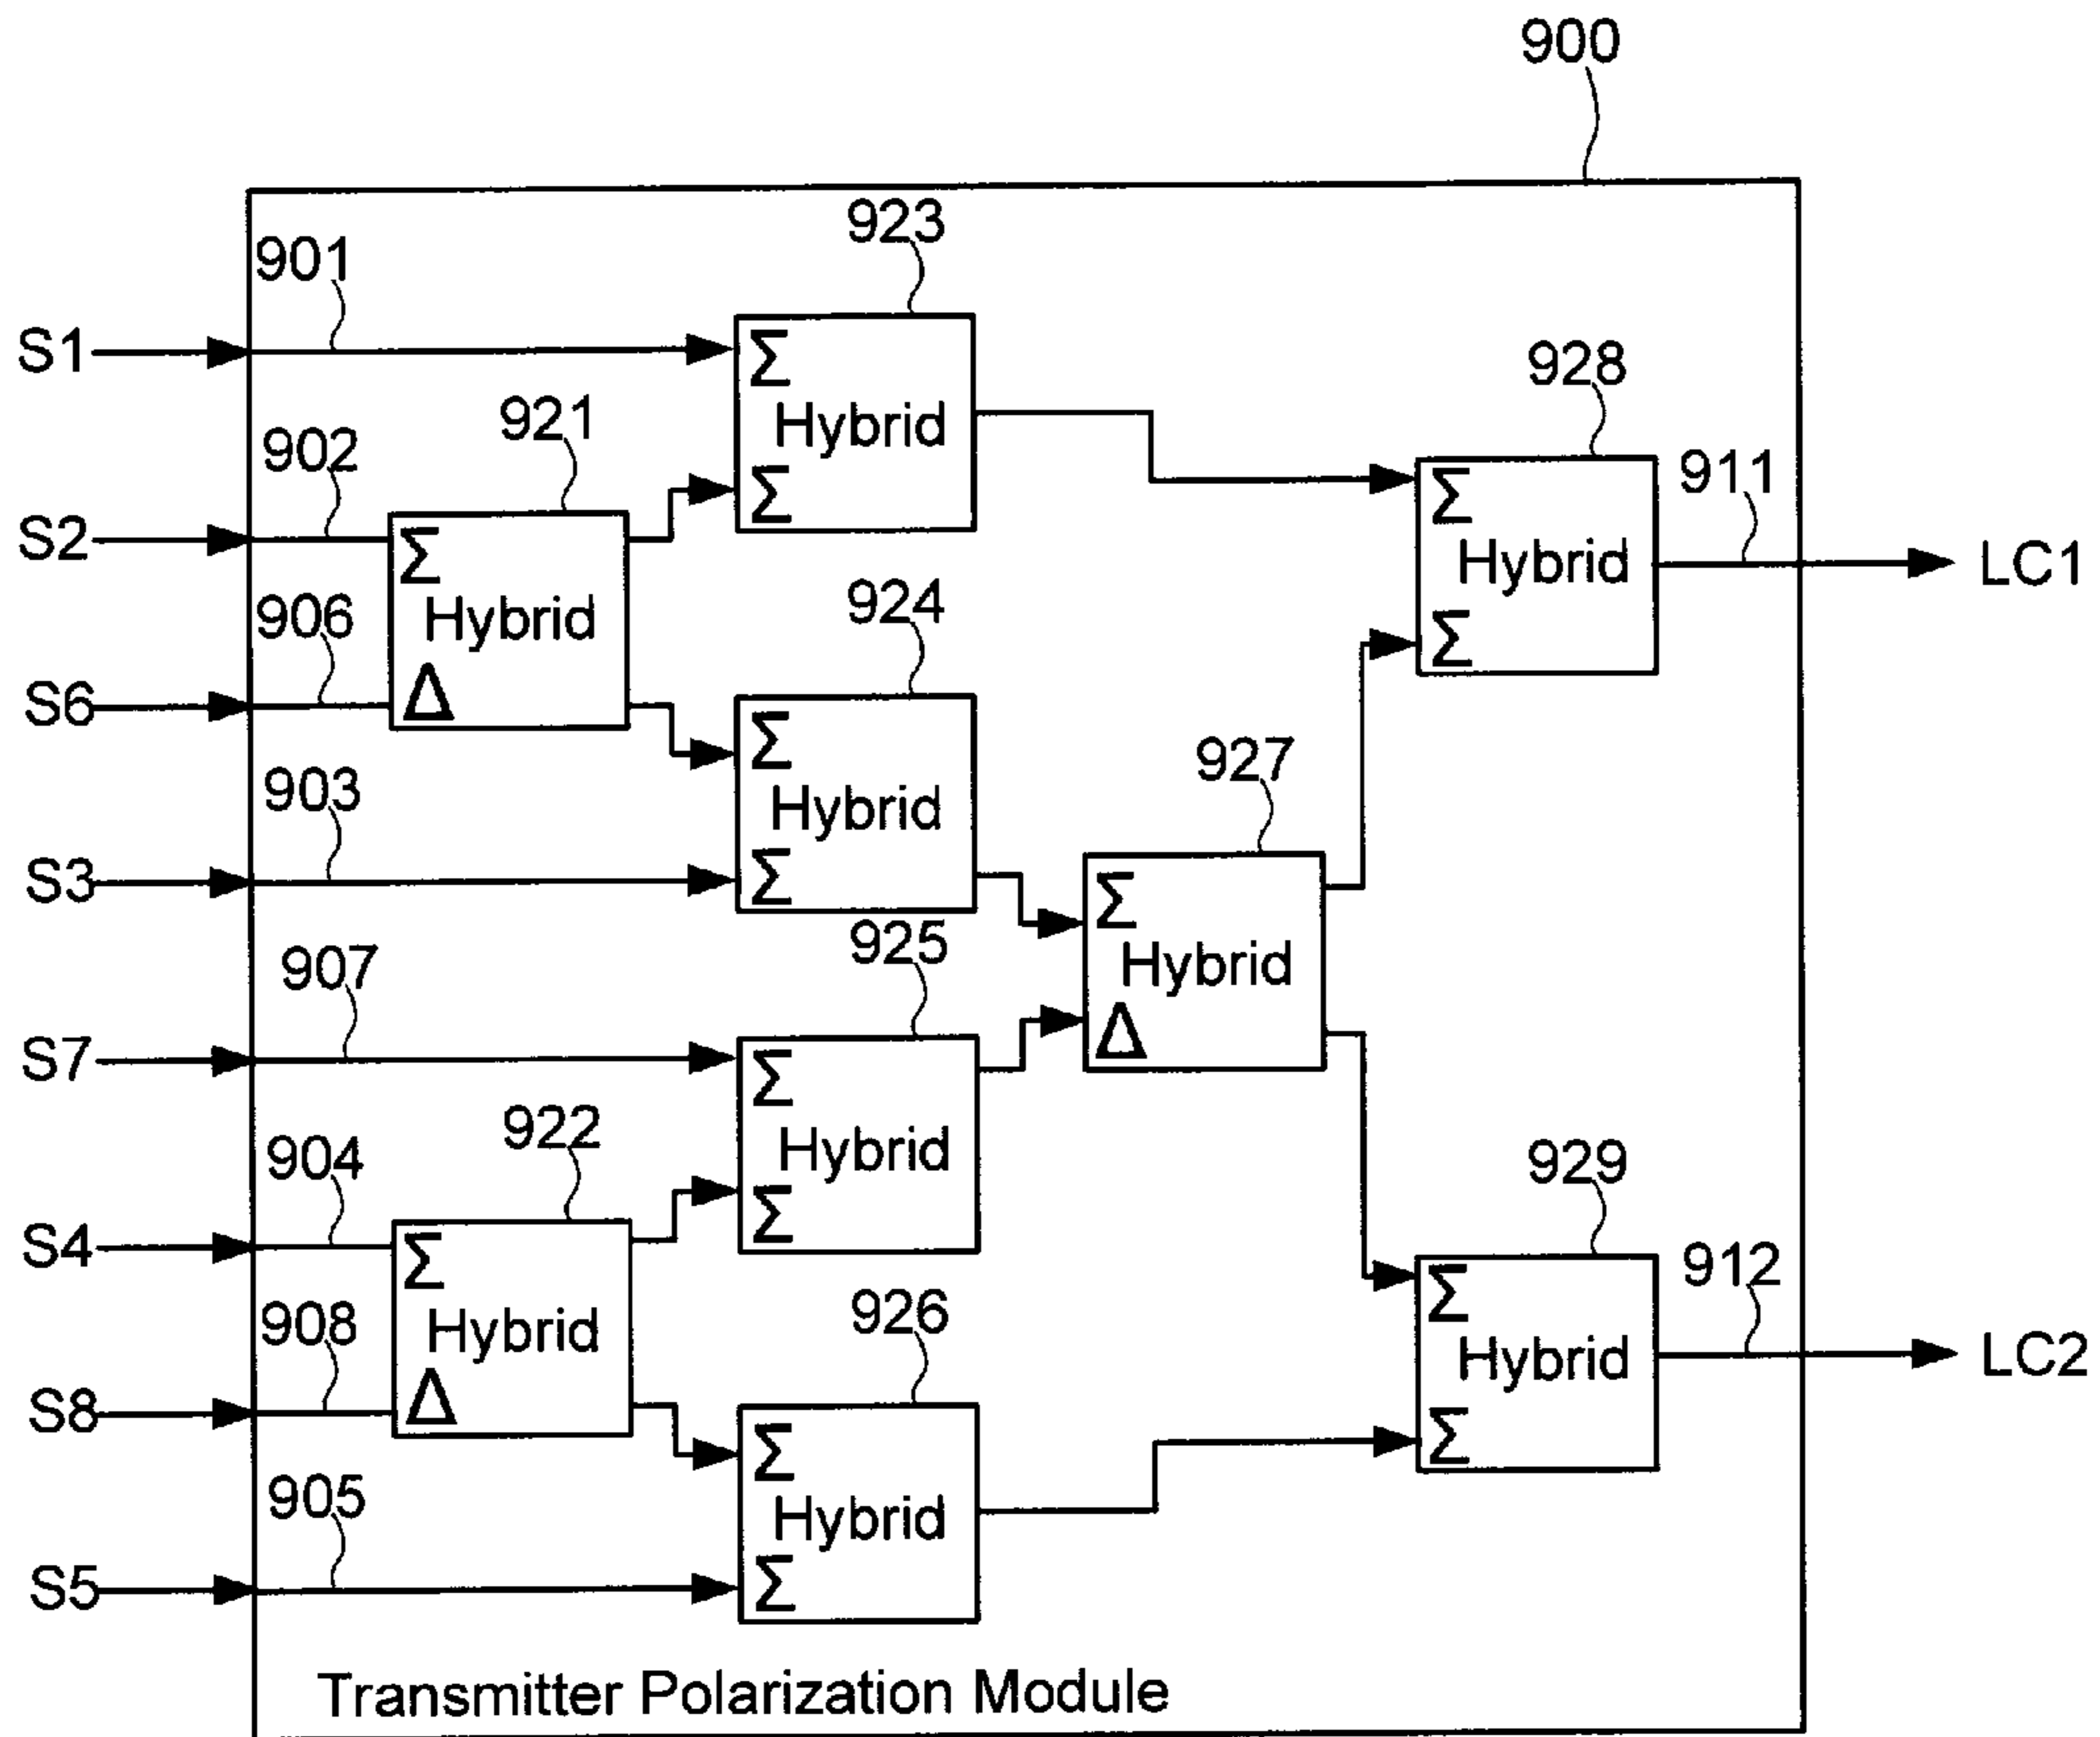 900
923
901
S1
Σ
Hybrid
Σ
928
921
902
911
S2
Σ
Hybrid
Δ
Σ
Hybrid
Σ
LC1
906
924
S6
Σ
Hybrid
Σ
903
927
S3
925
Σ
Hybrid
Δ
907
S7
Σ
Hybrid
Σ
922
904
929
S4
Σ
Hybrid
Δ
912
908
926
Σ
Hybrid
Σ
LC2
S8
Σ
Hybrid
Σ
905
S5
Transmitter Polarization Module